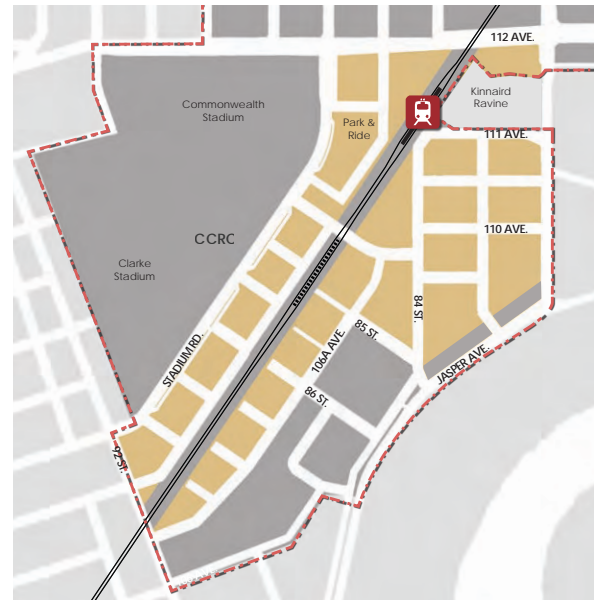 112 AVE.
Kinnaird
Ravine
Commonwealth
Stadium
Park &
Ride
111 AVE.
110 AVE.
CCRC
Clarke
Stadium
84 ST.
85 ST.
106A AVE.
STADIUM RD.
JASPER AVE.
86 ST.
92 ST.